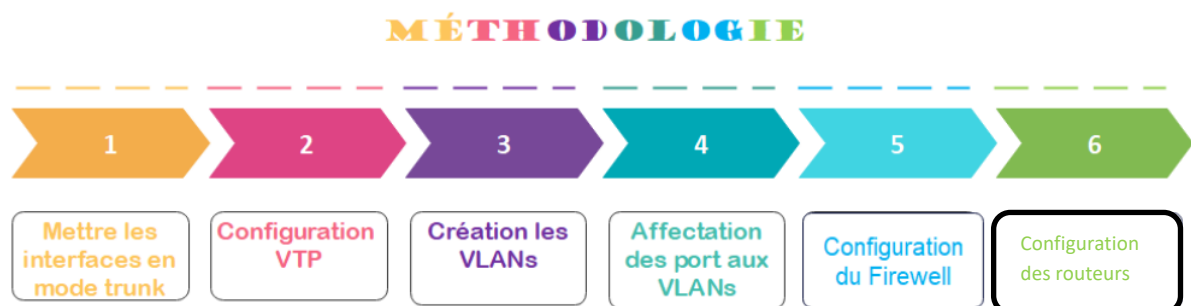 MÉTHODOLOGIE
1 2 3 4 5 6
Mettre les
interfaces en
mode trunk
Configuration
VTP
Création les
VLANs
Affectation
des port aux
VLANs
Configuration
du Firewell
Configuration
des routeurs